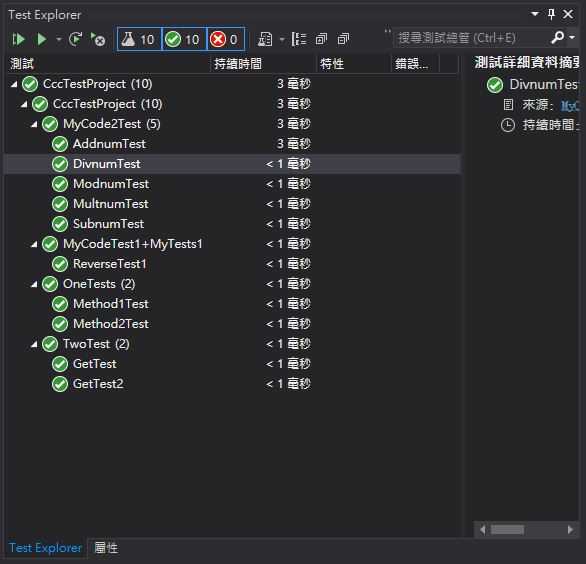 Test Explorer
10 10 0 搜尋測試總管 (Ctrl+E)
測試 持續時間 特性 錯誤... 測試詳細資料摘要
CccTestProject (10) 3 毫秒 DivnumTes
CccTestProject (10) 3 毫秒 來源: MyC
MyCode2Test (5) 3 毫秒 持續時間:
AddnumTest 3 毫秒
DivnumTest < 1 毫秒
ModnumTest < 1 毫秒
MultnumTest < 1 毫秒
SubnumTest < 1 毫秒
MyCodeTest1+MyTests1 < 1 毫秒
ReverseTest1 < 1 毫秒
OneTests (2) < 1 毫秒
Method1Test < 1 毫秒
Method2Test < 1 毫秒
TwoTest (2) < 1 毫秒
GetTest < 1 毫秒
GetTest2 < 1 毫秒
Test Explorer 屬性